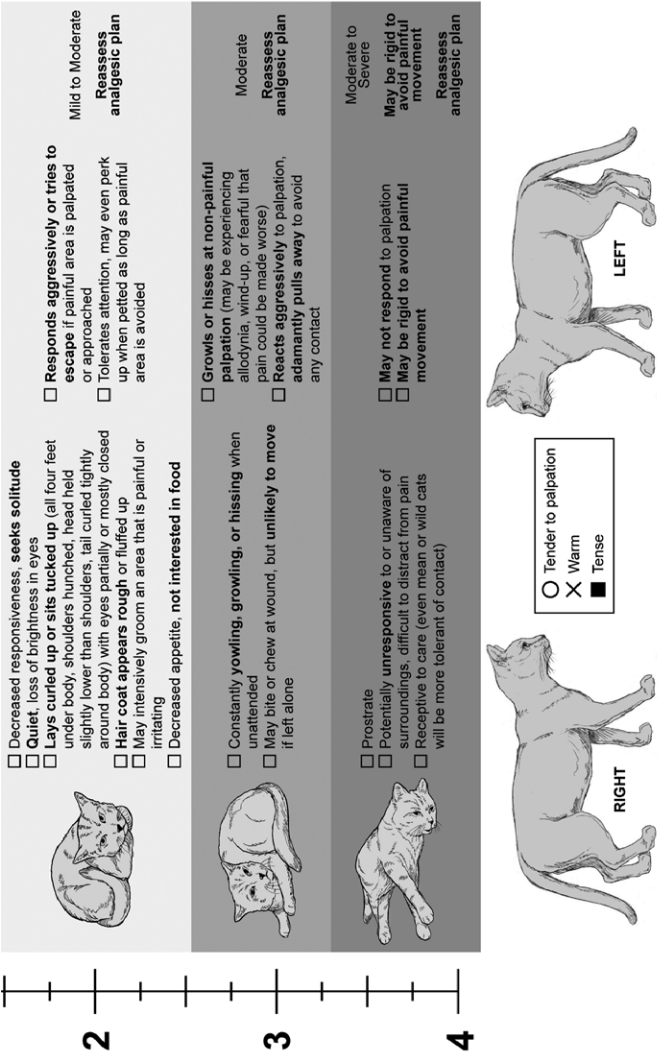 2
☐ Decreased responsiveness, seeks solitude
☐ Quiet, loss of brightness in eyes
☐ Lays curled up or sits tucked up (all four feet
under body, shoulders hunched, head held
slightly lower than shoulders, tail curled tightly
around body) with eyes partially or mostly closed
☐ Hair coat appears rough or fluffed up
☐ May intensively groom an area that is painful or
irritating
☐ Decreased appetite, not interested in food
☐ Responds aggressively or tries to
escape if painful area is palpated
or approached
☐ Tolerates attention, may even perk
up when petted as long as painful
area is avoided
Mild to Moderate
Reassess
analgesic plan
3
☐ Constantly yowling, growling, or hissing when
unattended
☐ May bite or chew at wound, but unlikely to move
if left alone
☐ Growls or hisses at non-painful
palpation (may be experiencing
allodynia, wind-up, or fearful that
pain could be made worse)
☐ Reacts aggressively to palpation,
adamantly pulls away to avoid
any contact
Moderate
Reassess
analgesic plan
4
☐ Prostrate
☐ Potentially unresponsive to or unaware of
surroundings, difficult to distract from pain
☐ Receptive to care (even mean or wild cats
will be more tolerant of contact)
☐ May not respond to palpation
☐ May be rigid to avoid painful
movement
Moderate to
Severe
May be rigid to
avoid painful
movement
Reassess
analgesic plan
RIGHT
○ Tender to palpation
✕ Warm
■ Tense
LEFT